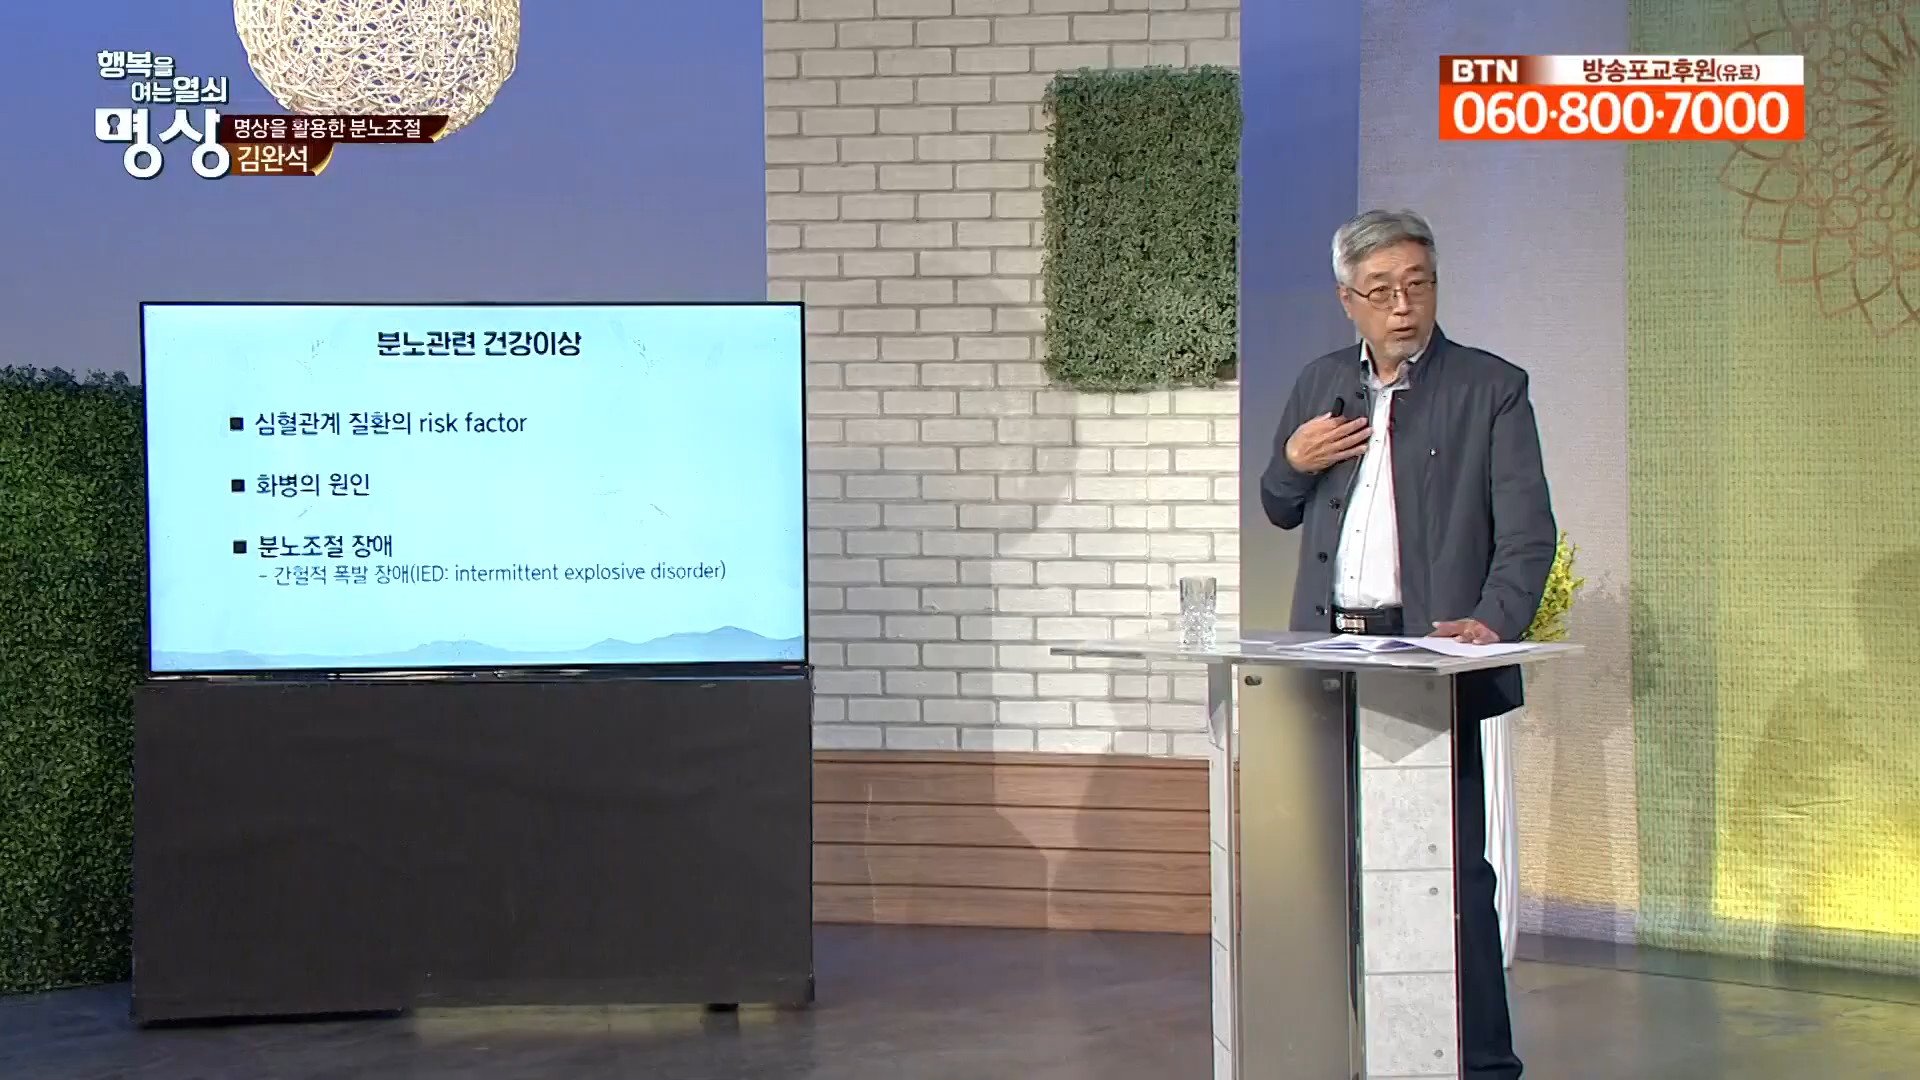 행복을
여는열쇠
명상
명상을 활용한 분노조절
김완석
BTN 방송포교후원(유료)
060·800·7000
분노관련 건강이상
■ 심혈관계 질환의 risk factor
■ 화병의 원인
■ 분노조절 장애
- 간헐적 폭발 장애(IED: intermittent explosive disorder)